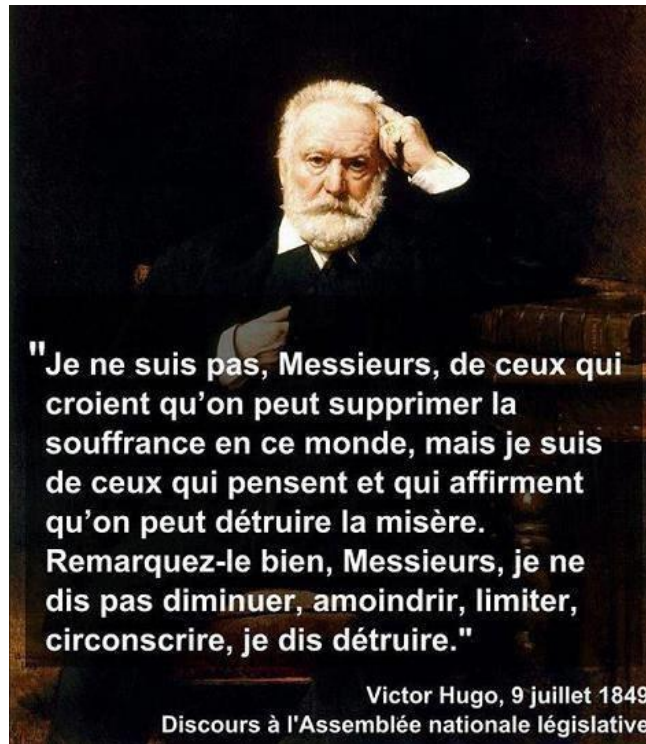 "Je ne suis pas, Messieurs, de ceux qui
croient qu’on peut supprimer la
souffrance en ce monde, mais je suis
de ceux qui pensent et qui affirment
qu’on peut détruire la misère.
Remarquez-le bien, Messieurs, je ne
dis pas diminuer, amoindrir, limiter,
circonscrire, je dis détruire."
Victor Hugo, 9 juillet 1849
Discours à l'Assemblée nationale législative